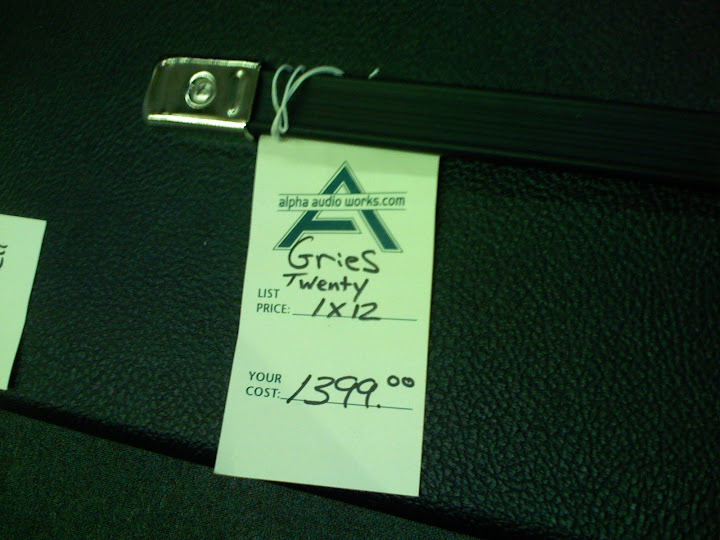 alpha audio works.com
Gries
Twenty
LIST
PRICE: 1x12
YOUR
COST: 1399.00